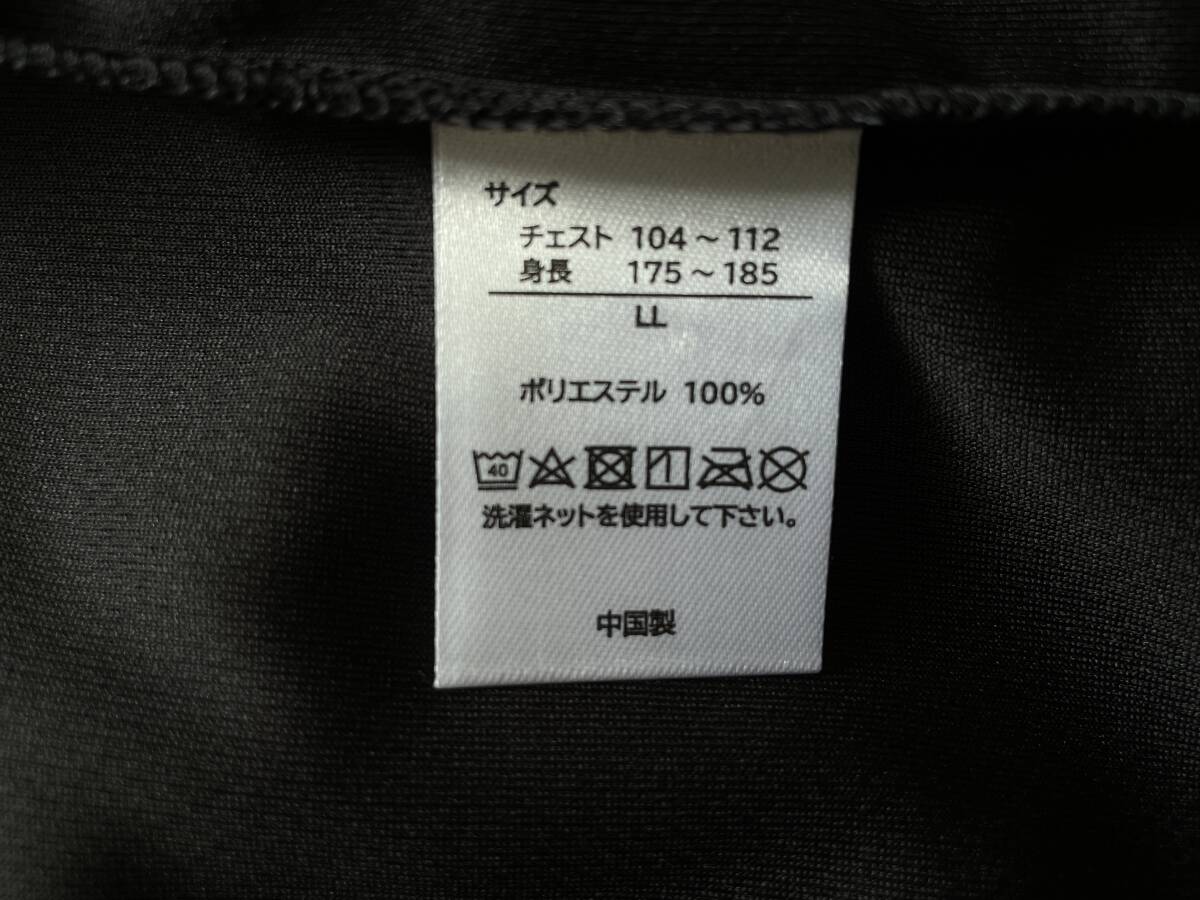 サイズ
チェスト 104～112
身長 175～185
LL
ポリエステル 100%
40
洗濯ネットを使用して下さい。
中国製